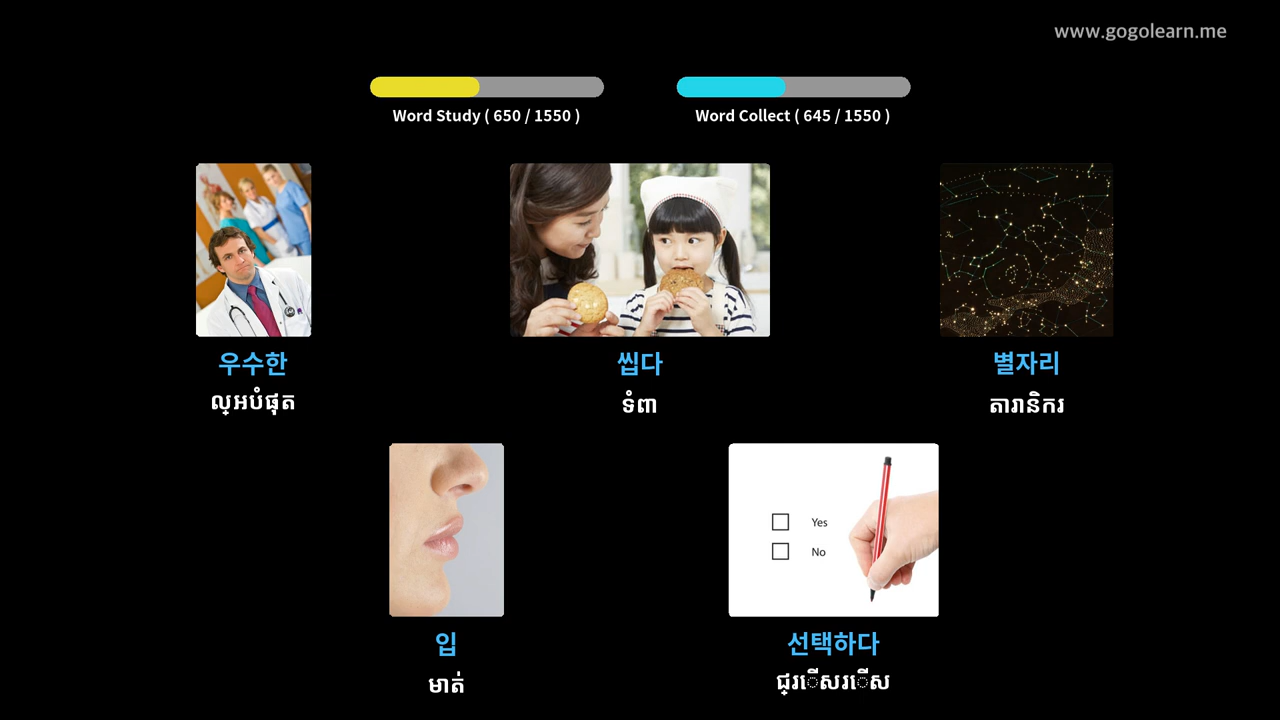 www.gogolearn.me
Word Study ( 650 / 1550 )
Word Collect ( 645 / 1550 )
우수한
씹다
별자리
ល្អបំផុត
ទំពា
តារានិករ
Yes
No
입
선택하다
មាត់
ជ្រើសរើស